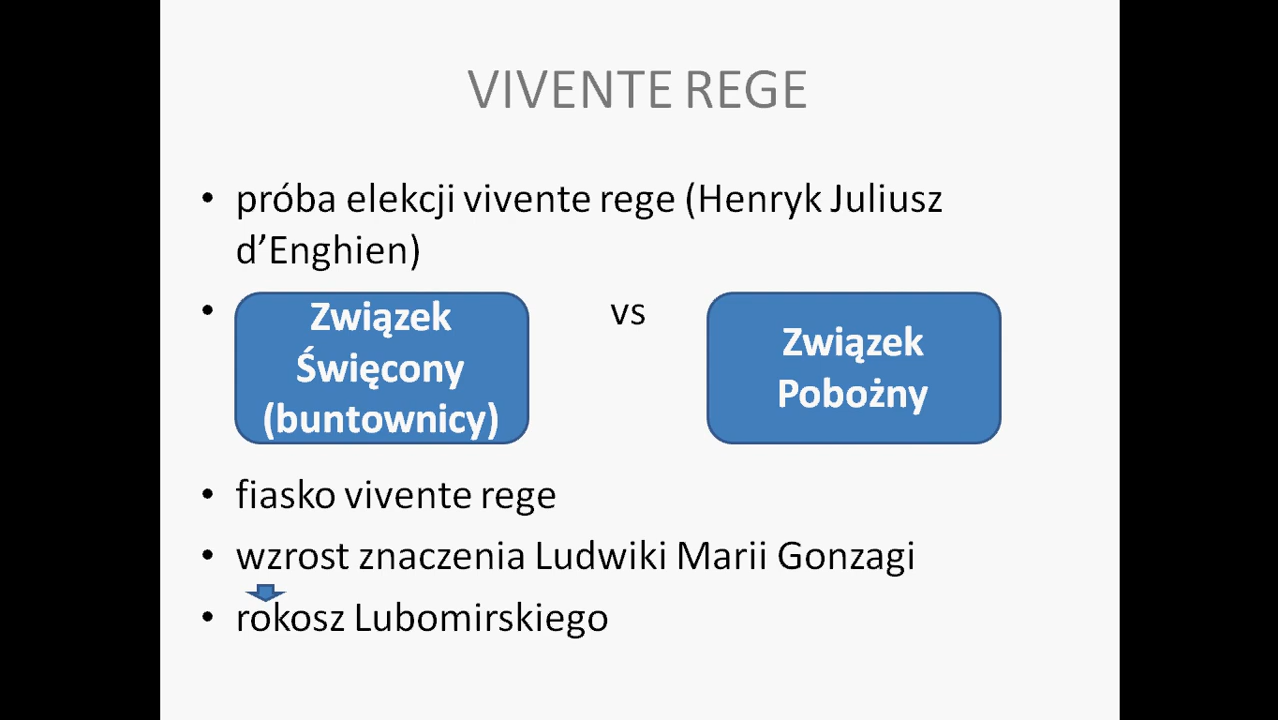 VIVENTE REGE
• próba elekcji vivente rege (Henryk Juliusz
d’Enghien)
• Związek
Święcony
(buntownicy)
vs
Związek
Pobożny
• fiasko vivente rege
• wzrost znaczenia Ludwiki Marii Gonzagi
• rokosz Lubomirskiego